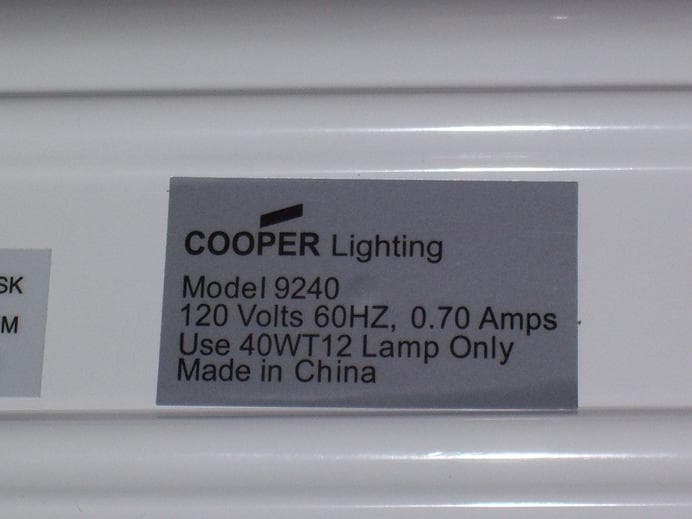 SK
M
COOPER Lighting
Model 9240
120 Volts 60HZ, 0.70 Amps
Use 40WT12 Lamp Only
Made in China